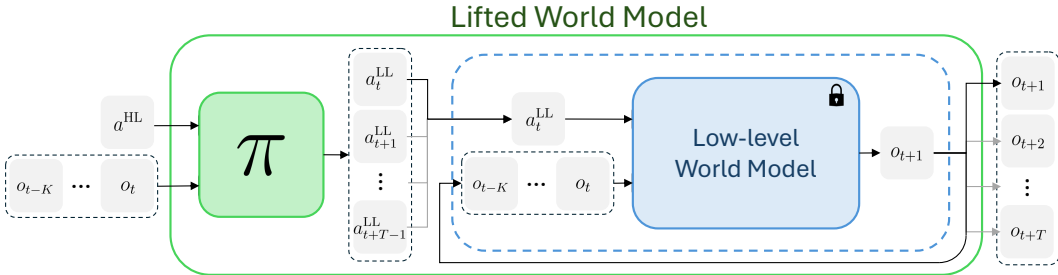 Lifted World Model
a^HL
o_{t−K} ··· o_t
π
a_t^LL
a_{t+1}^LL
⋮
a_{t+T−1}^LL
a_t^LL
o_{t−K} ··· o_t
Low-level
World Model
o_{t+1}
o_{t+1}
o_{t+2}
⋮
o_{t+T}